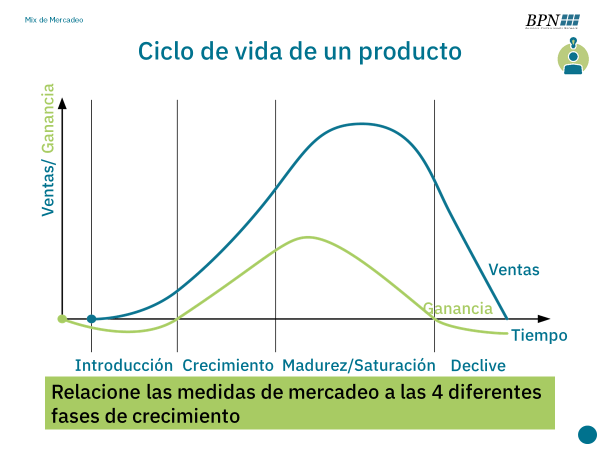 Mix de Mercadeo
BPN
Ciclo de vida de un producto
Ventas/ Ganancia
Ventas
Ganancia
Tiempo
Introducción Crecimiento Madurez/Saturación Declive
Relacione las medidas de mercadeo a las 4 diferentes
fases de crecimiento